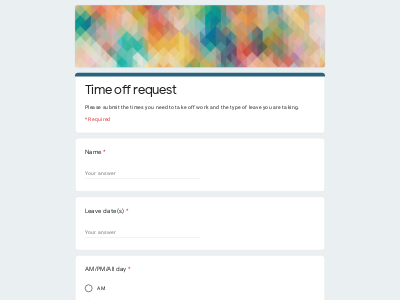 Time off request
Please submit the times you need to take off work and the type of leave you are taking.
* Required
Name *
Your answer
Leave date(s) *
Your answer
AM/PM/All day *
AM